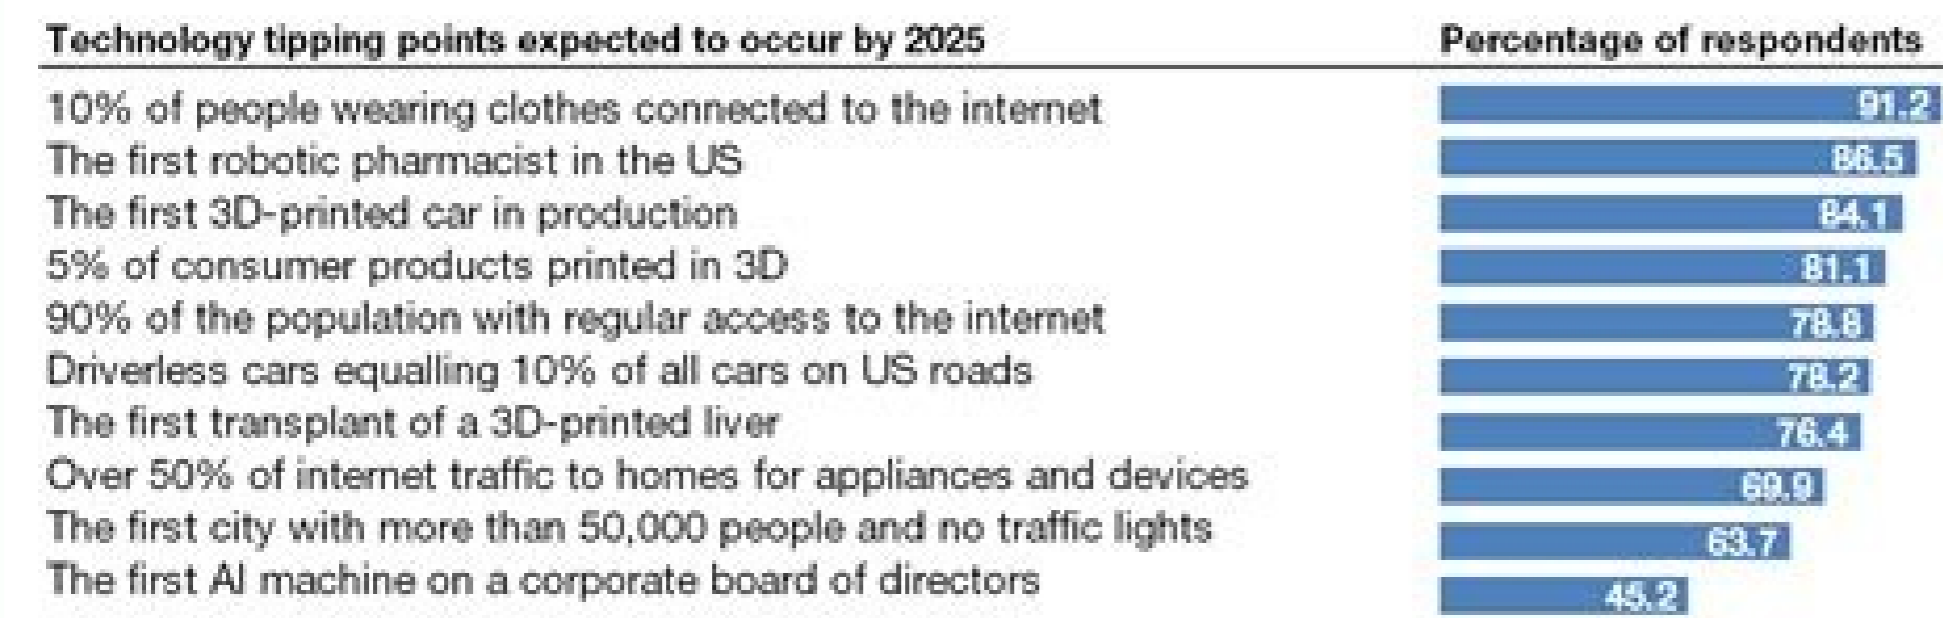 Technology tipping points expected to occur by 2025 Percentage of respondents
10% of people wearing clothes connected to the internet 91.2
The first robotic pharmacist in the US 86.5
The first 3D-printed car in production 84.1
5% of consumer products printed in 3D 81.1
90% of the population with regular access to the internet 78.8
Driverless cars equalling 10% of all cars on US roads 78.2
The first transplant of a 3D-printed liver 76.4
Over 50% of internet traffic to homes for appliances and devices 69.9
The first city with more than 50,000 people and no traffic lights 63.7
The first AI machine on a corporate board of directors 45.2